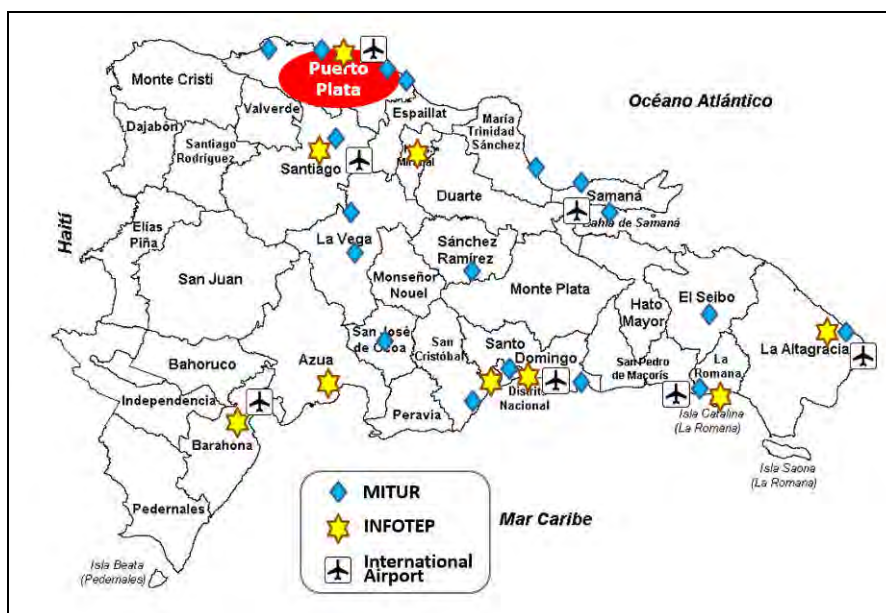 Puerto
Plata
Monte Cristi
Océano Atlántico
Valverde
Espaillat
María
Trinidad
Sánchez
Dajabón
Santiago
Rodríguez
Santiago
Duarte
Samaná
Bahía de Samaná
Haití
Elías
Piña
La Vega
Sánchez
Ramírez
San Juan
Monseñor
Nouel
Monte Plata
Hato
Mayor
El Seibo
San José
de Ocoa
San
Cristóbal
Santo
Domingo
La Altagracia
Bahoruco
Azua
San Pedro
de Macorís
La
Romana
Independencia
Peravia
Distrito
Nacional
Isla Catalina
(La Romana)
Barahona
Isla Saona
(La Romana)
Pedernales
MITUR
INFOTEP
International
Airport
Mar Caribe
Isla Beata
(Pedernales)